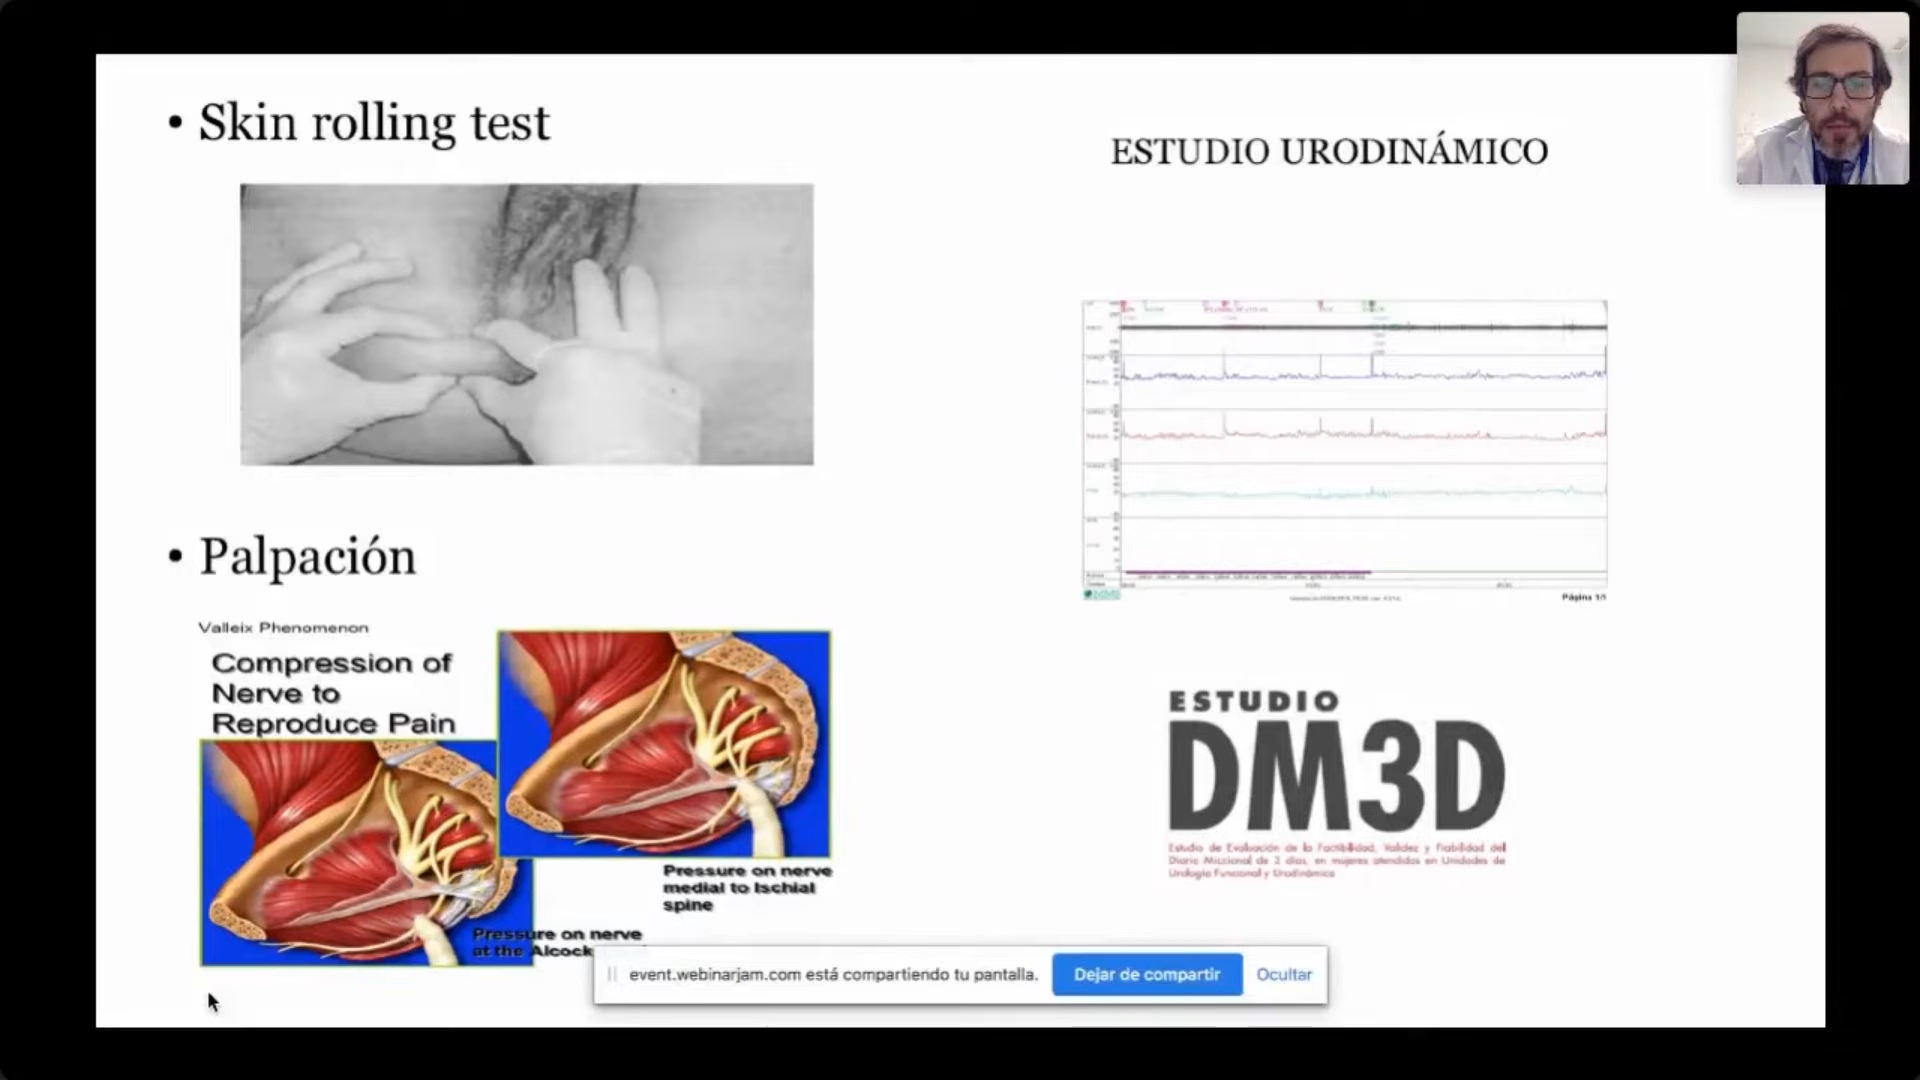 • Skin rolling test
ESTUDIO URODINÁMICO
• Palpación
Valleix Phenomenon
Compression of
Nerve to
Reproduce Pain
Pressure on nerve
medial to Ischial
spine
Pressure on nerve
at the Alcock
Página 1/1
ESTUDIO
DM3D
Estudio de Evaluación de la Factibilidad, Validez y Fiabilidad del
Diario Miccional de 3 días, en mujeres atendidas en Unidades de
Urología Funcional y Urodinámica
event.webinarjam.com está compartiendo tu pantalla.
Dejar de compartir
Ocultar